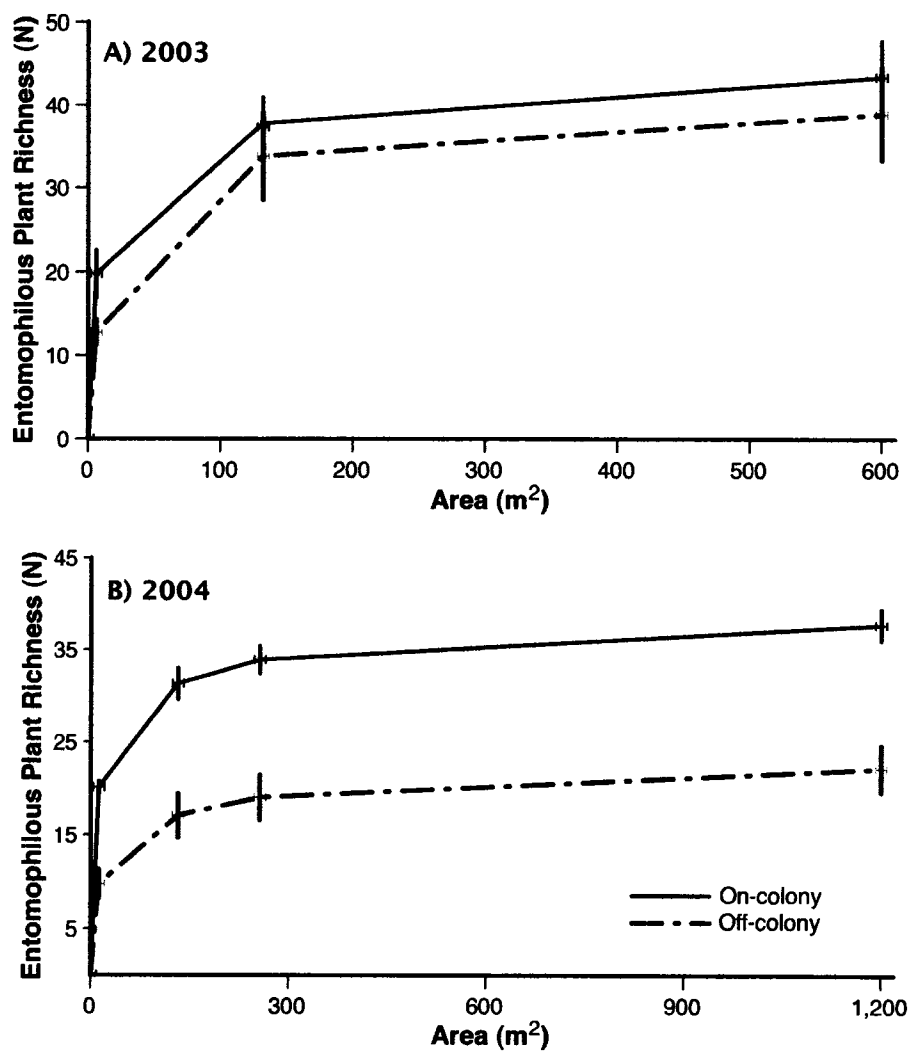 A) 2003
Entomophilous Plant Richness (N)
50
40
30
20
10
0
0 100 200 300 400 500 600
Area (m²)
B) 2004
Entomophilous Plant Richness (N)
45
35
25
15
5
On-colony
Off-colony
0 300 600 900 1,200
Area (m²)